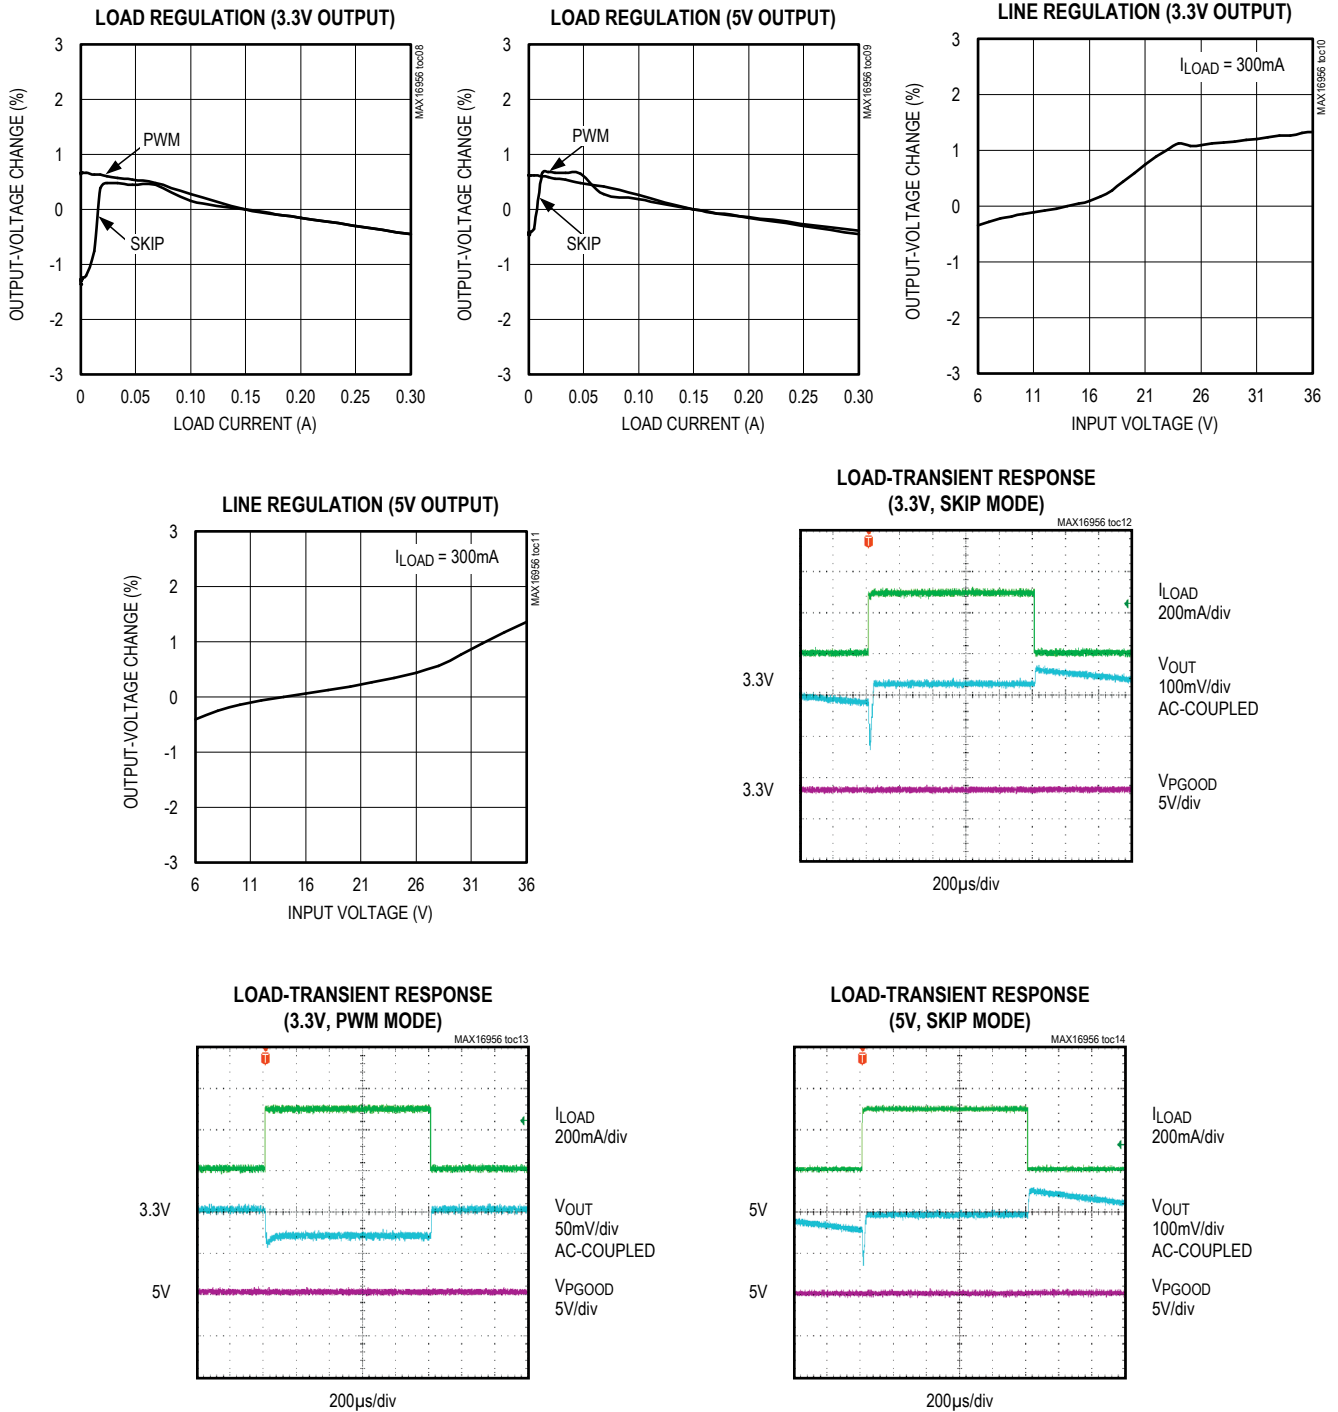 LOAD REGULATION (3.3V OUTPUT)
MAX16956 toc08
OUTPUT-VOLTAGE CHANGE (%)
3
2
1
0
-1
-2
-3
PWM
SKIP
0 0.05 0.10 0.15 0.20 0.25 0.30
LOAD CURRENT (A)
LOAD REGULATION (5V OUTPUT)
MAX16956 toc09
OUTPUT-VOLTAGE CHANGE (%)
3
2
1
0
-1
-2
-3
PWM
SKIP
0 0.05 0.10 0.15 0.20 0.25 0.30
LOAD CURRENT (A)
LINE REGULATION (3.3V OUTPUT)
MAX16956 toc10
OUTPUT-VOLTAGE CHANGE (%)
3
2
1
0
-1
-2
-3
ILOAD = 300mA
6 11 16 21 26 31 36
INPUT VOLTAGE (V)
LINE REGULATION (5V OUTPUT)
MAX16956 toc11
OUTPUT-VOLTAGE CHANGE (%)
3
2
1
0
-1
-2
-3
ILOAD = 300mA
6 11 16 21 26 31 36
INPUT VOLTAGE (V)
LOAD-TRANSIENT RESPONSE
(3.3V, SKIP MODE)
MAX16956 toc12
T
ILOAD
200mA/div
3.3V
VOUT
100mV/div
AC-COUPLED
3.3V
VPGOOD
5V/div
200µs/div
LOAD-TRANSIENT RESPONSE
(3.3V, PWM MODE)
MAX16956 toc13
T
ILOAD
200mA/div
3.3V
VOUT
50mV/div
AC-COUPLED
5V
VPGOOD
5V/div
200µs/div
LOAD-TRANSIENT RESPONSE
(5V, SKIP MODE)
MAX16956 toc14
T
ILOAD
200mA/div
5V
VOUT
100mV/div
AC-COUPLED
5V
VPGOOD
5V/div
200µs/div